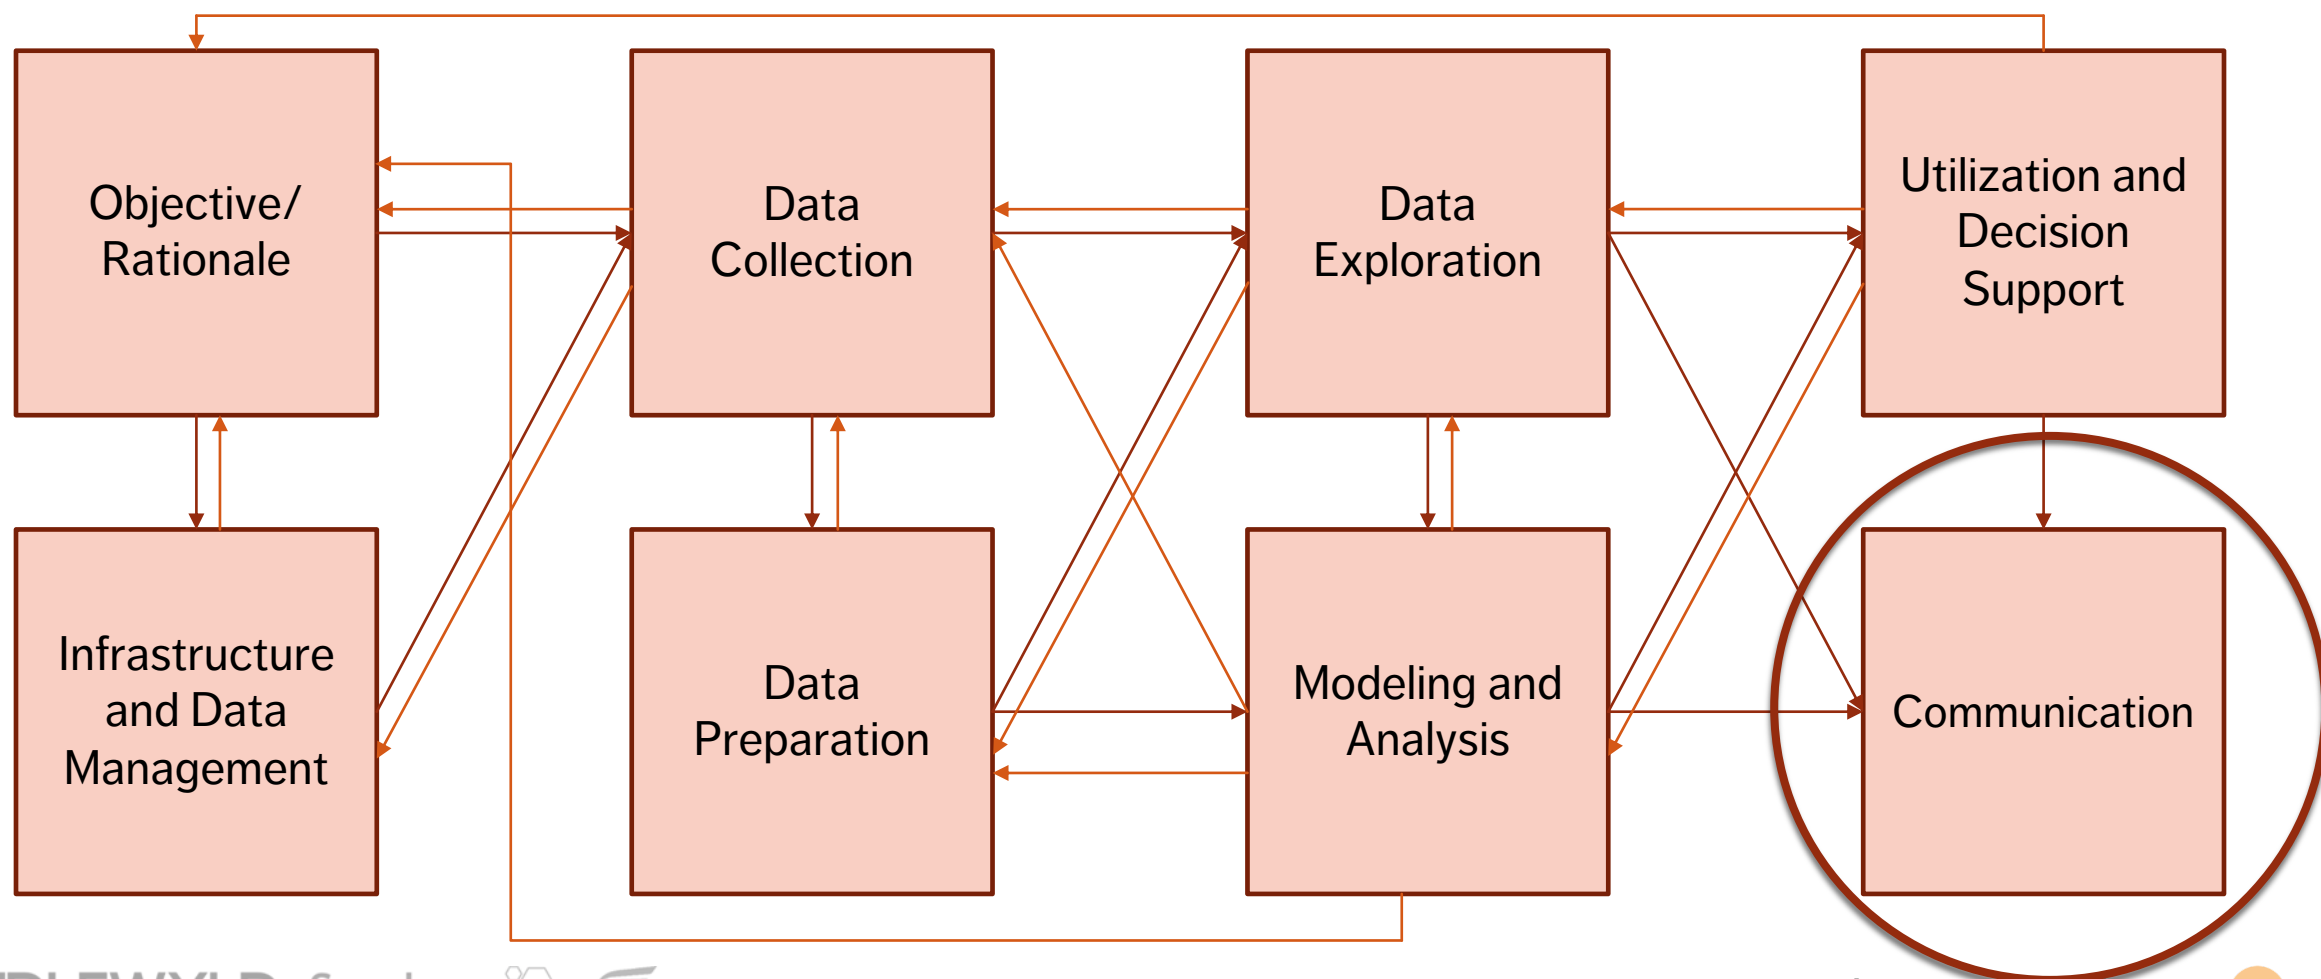 Objective/
Rationale
Data
Collection
Data
Exploration
Utilization and
Decision
Support
Infrastructure
and Data
Management
Data
Preparation
Modeling and
Analysis
Communication